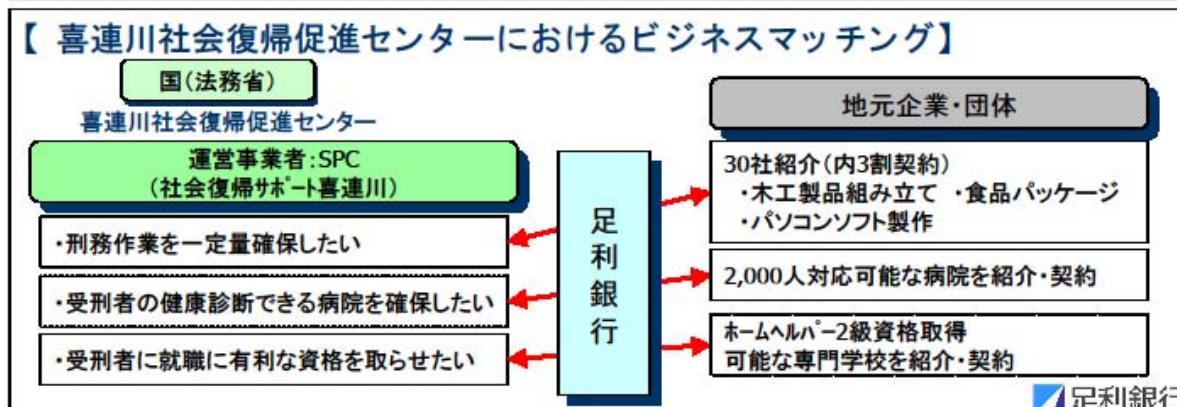 【 喜連川社会復帰促進センターにおけるビジネスマッチング】
国(法務省)
喜連川社会復帰促進センター
運営事業者:SPC
(社会復帰サポート喜連川)
・刑務作業を一定量確保したい
・受刑者の健康診断できる病院を確保したい
・受刑者に就職に有利な資格を取らせたい
足利銀行
地元企業・団体
30社紹介(内3割契約)
・木工製品組み立て ・食品パッケージ
・パソコンソフト製作
2,000人対応可能な病院を紹介・契約
ホームヘルパー2級資格取得
可能な専門学校を紹介・契約
足利銀行